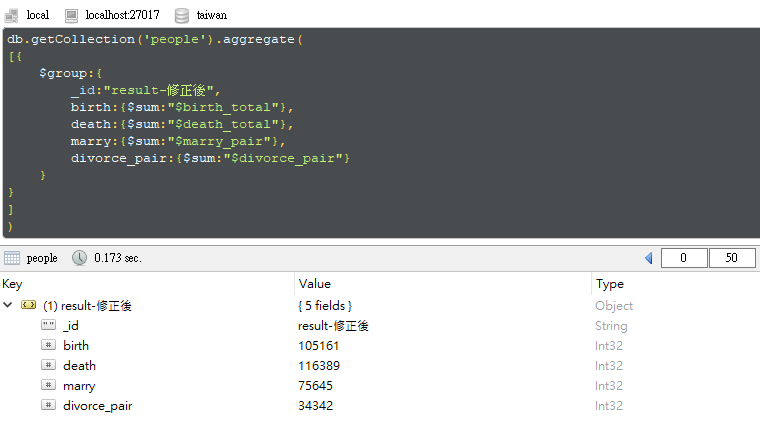 local localhost:27017 taiwan
db.getCollection('people').aggregate(
[{
$group:{
_id:"result-修正後",
birth:{$sum:"$birth_total"},
death:{$sum:"$death_total"},
marry:{$sum:"$marry_pair"},
divorce_pair:{$sum:"$divorce_pair"}
}
}
]
)
people 0.173 sec. 0 50
Key Value Type
(1) result-修正後 { 5 fields } Object
_id result-修正後 String
birth 105161 Int32
death 116389 Int32
marry 75645 Int32
divorce_pair 34342 Int32